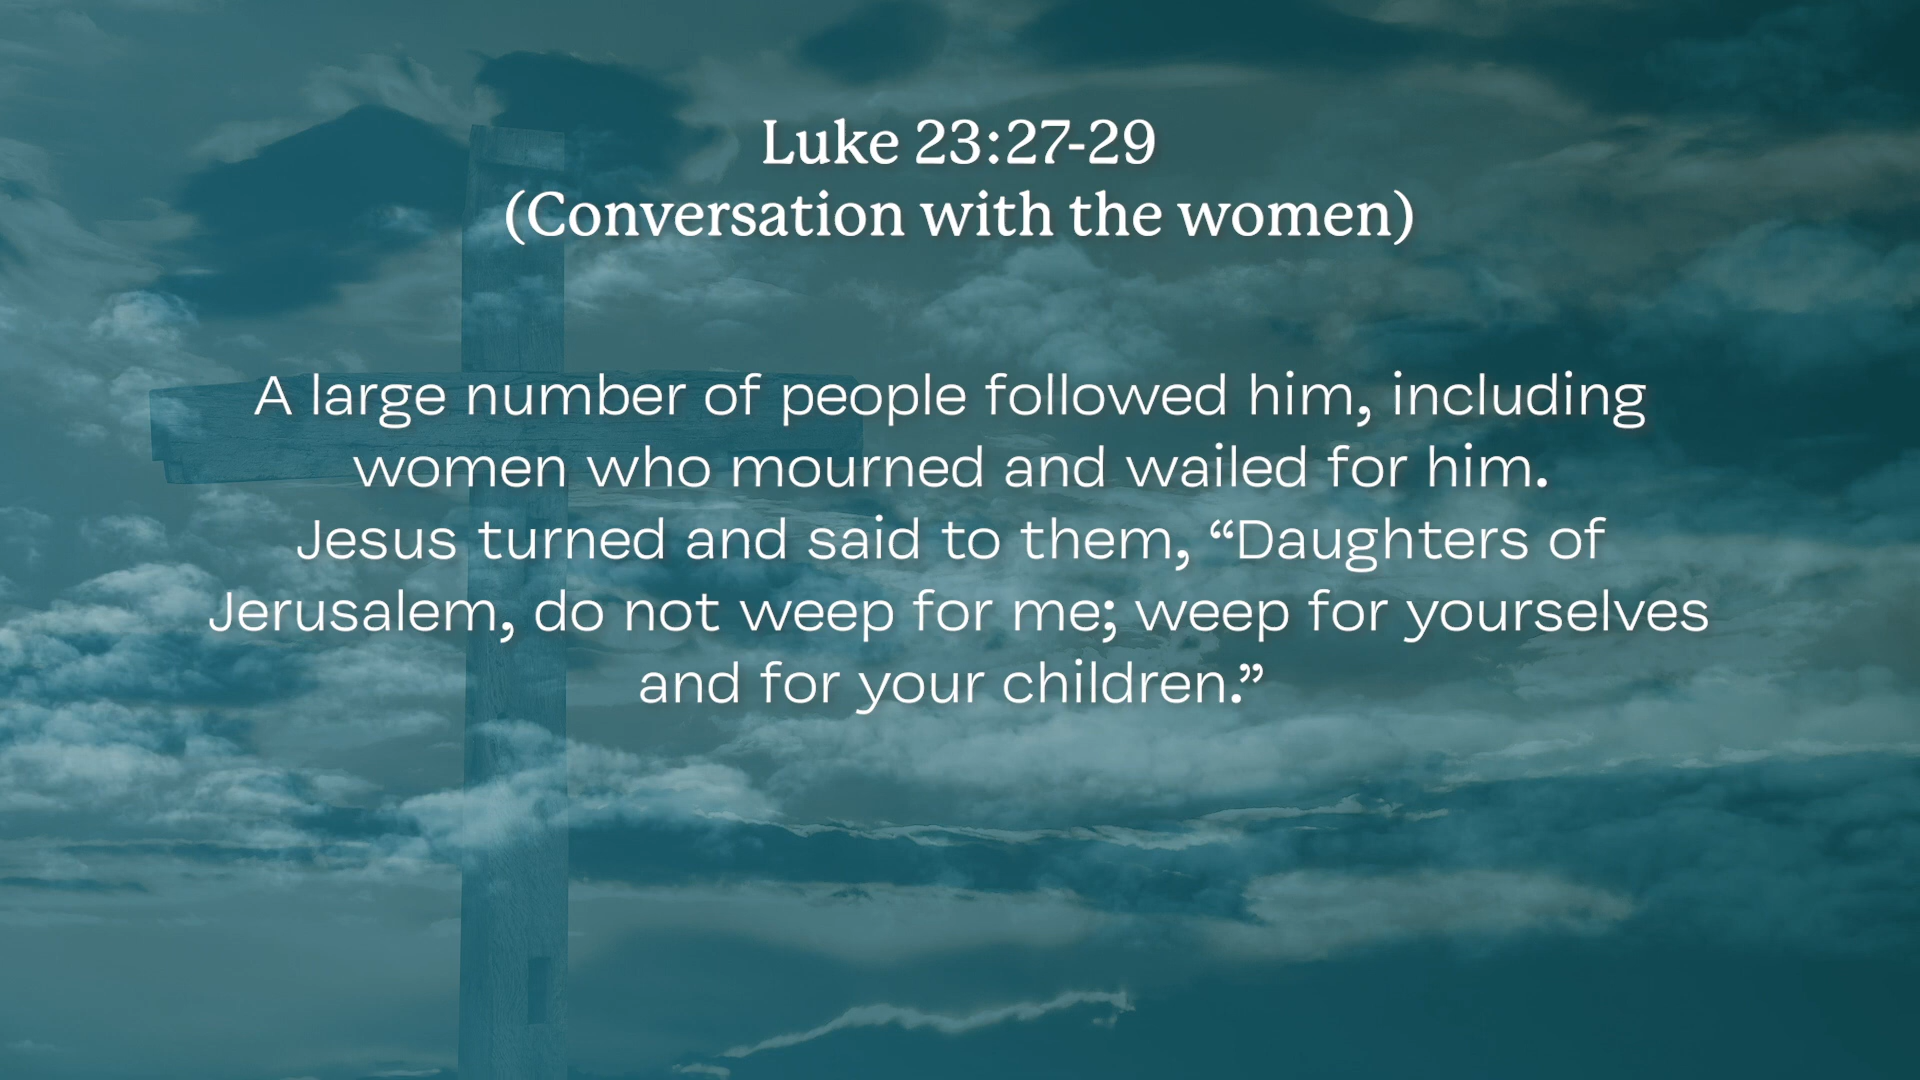 Luke 23:27-29
(Conversation with the women)
A large number of people followed him, including
women who mourned and wailed for him.
Jesus turned and said to them, “Daughters of
Jerusalem, do not weep for me; weep for yourselves
and for your children.”